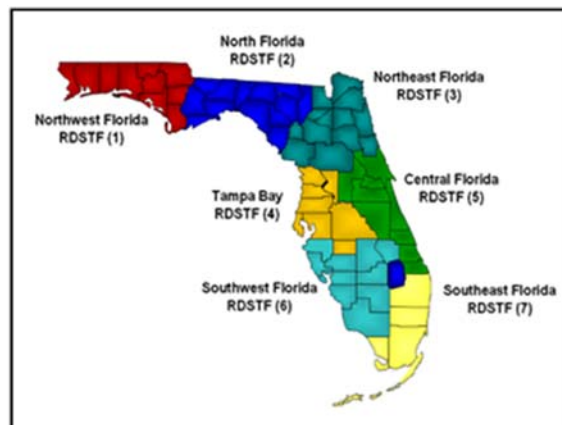 North Florida
RDSTF (2)
Northeast Florida
RDSTF (3)
Northwest Florida
RDSTF (1)
Tampa Bay
RDSTF (4)
Central Florida
RDSTF (5)
Southwest Florida
RDSTF (6)
Southeast Florida
RDSTF (7)